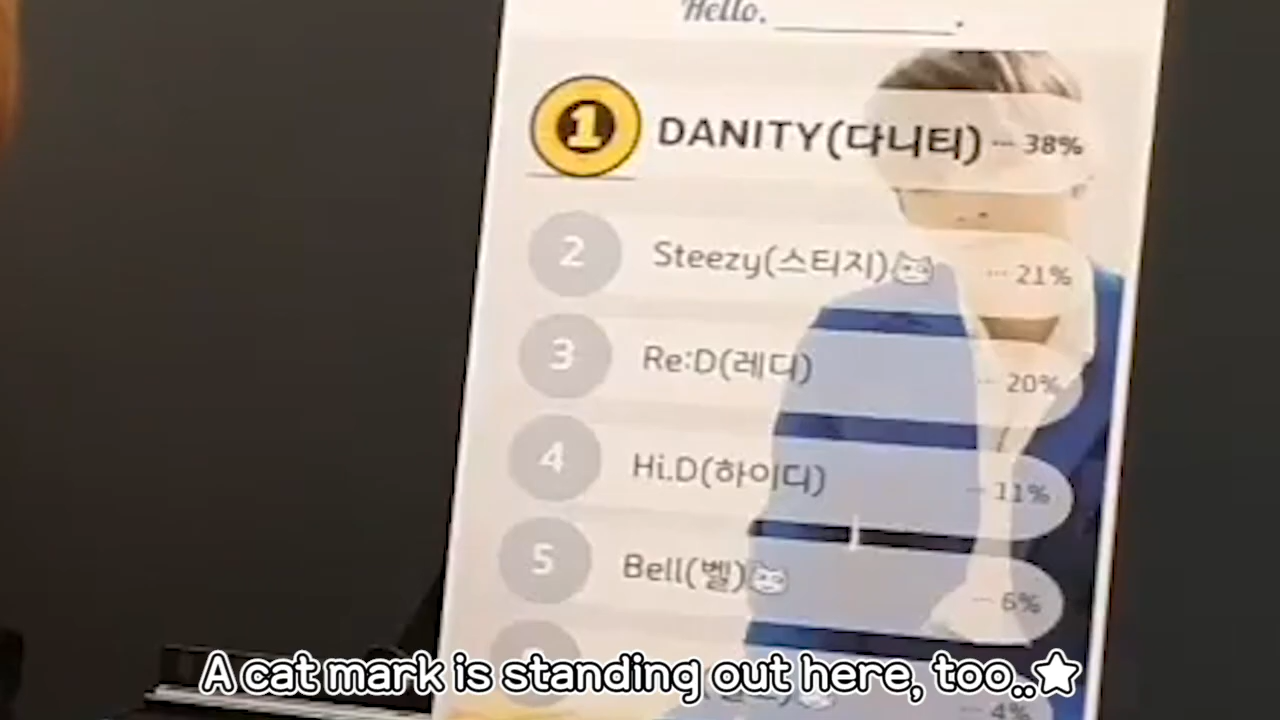 Hello. ____________.
1 DANITY(다니티) ··· 38%
2 Steezy(스티지) ··· 21%
3 Re:D(레디) ··· 20%
4 Hi.D(하이디) ··· 11%
5 Bell(벨) ··· 6%
··· 4%
A cat mark is standing out here, too..☆